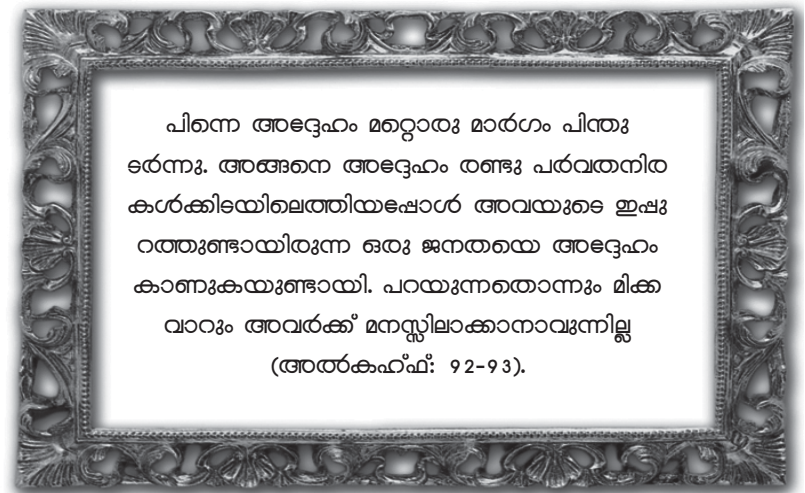 പിന്നെ അദ്ദേഹം മറ്റൊരു മാർഗം പിന്തു
ടർന്നു. അങ്ങനെ അദ്ദേഹം രണ്ടു പർവതനിര
കൾക്കിടയിലെത്തിയപ്പോൾ അവയുടെ ഇപ്പു
റത്തുണ്ടായിരുന്ന ഒരു ജനതയെ അദ്ദേഹം
കാണുകയുണ്ടായി. പറയുന്നതൊന്നും മിക്ക
വാറും അവർക്ക് മനസ്സിലാക്കാനാവുന്നില്ല
(അൽകഹ്ഫ്: 92-93).